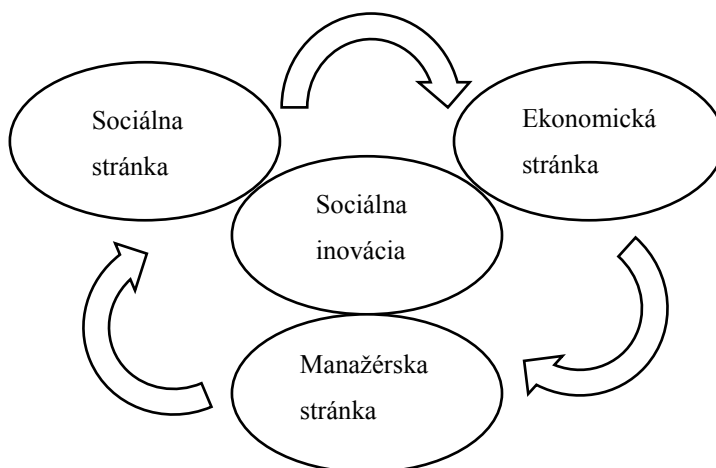 Sociálna
stránka
Ekonomická
stránka
Sociálna
inovácia
Manažérska
stránka